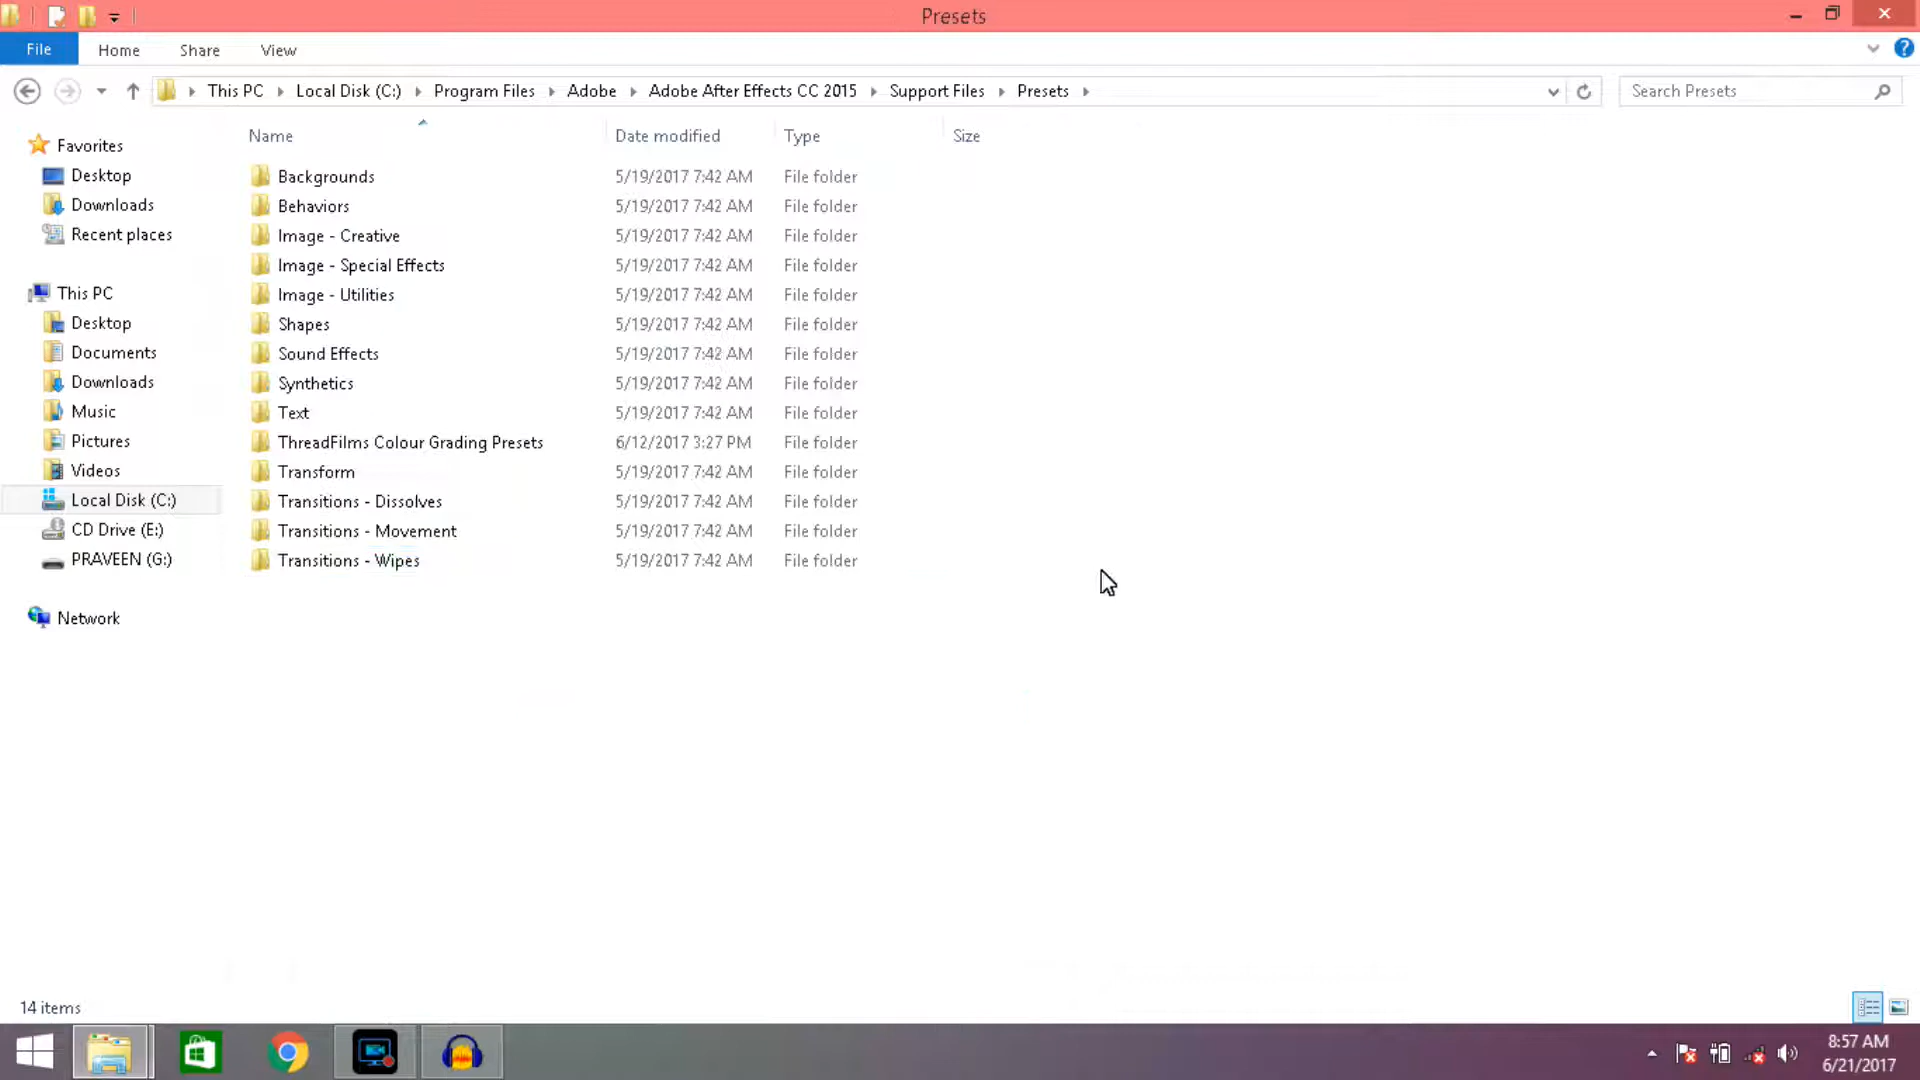 Presets
File Home Share View
This PC Local Disk (C:) Program Files Adobe Adobe After Effects CC 2015 Support Files Presets Search Presets
Name Date modified Type Size
Favorites
Desktop
Downloads
Recent places
This PC
Desktop
Documents
Downloads
Music
Pictures
Videos
Local Disk (C:)
CD Drive (E:)
PRAVEEN (G:)
Network
Backgrounds 5/19/2017 7:42 AM File folder
Behaviors 5/19/2017 7:42 AM File folder
Image - Creative 5/19/2017 7:42 AM File folder
Image - Special Effects 5/19/2017 7:42 AM File folder
Image - Utilities 5/19/2017 7:42 AM File folder
Shapes 5/19/2017 7:42 AM File folder
Sound Effects 5/19/2017 7:42 AM File folder
Synthetics 5/19/2017 7:42 AM File folder
Text 5/19/2017 7:42 AM File folder
ThreadFilms Colour Grading Presets 6/12/2017 3:27 PM File folder
Transform 5/19/2017 7:42 AM File folder
Transitions - Dissolves 5/19/2017 7:42 AM File folder
Transitions - Movement 5/19/2017 7:42 AM File folder
Transitions - Wipes 5/19/2017 7:42 AM File folder
14 items
8:57 AM
6/21/2017